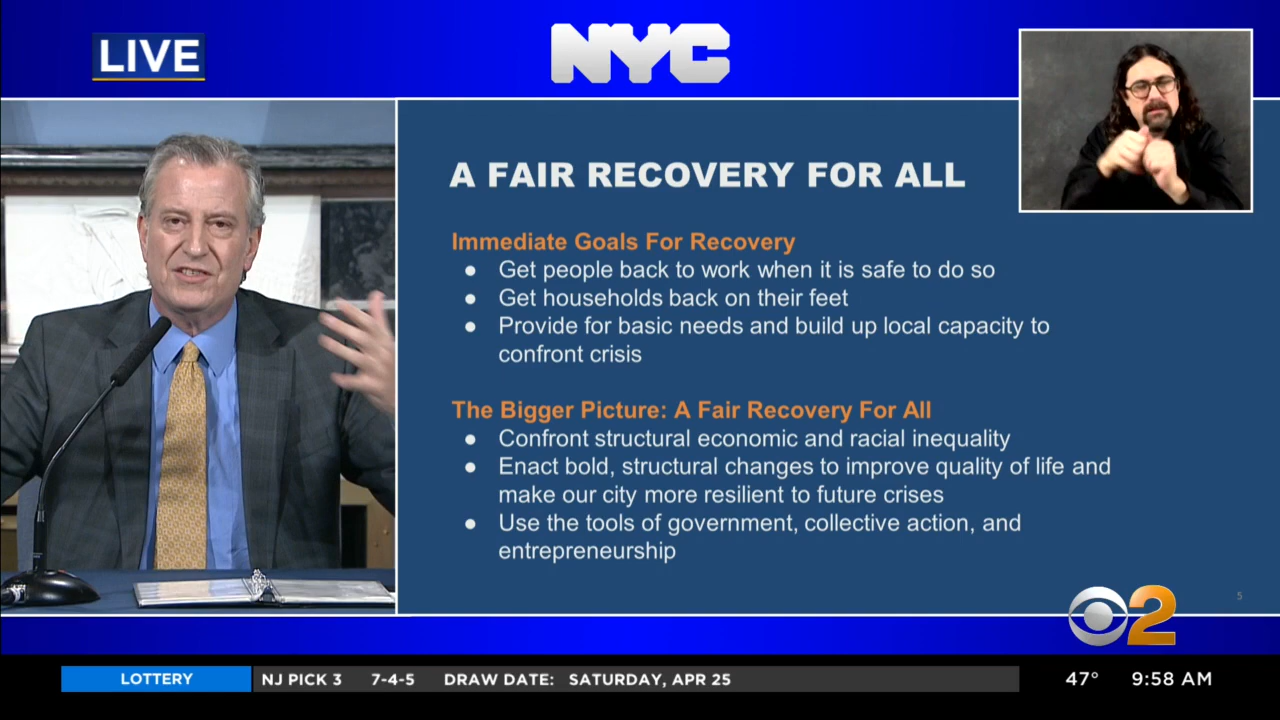 LIVE
NYC
A FAIR RECOVERY FOR ALL
Immediate Goals For Recovery
● Get people back to work when it is safe to do so
● Get households back on their feet
● Provide for basic needs and build up local capacity to
confront crisis
The Bigger Picture: A Fair Recovery For All
● Confront structural economic and racial inequality
● Enact bold, structural changes to improve quality of life and
make our city more resilient to future crises
● Use the tools of government, collective action, and
entrepreneurship
5
2
LOTTERY NJ PICK 3 7-4-5 DRAW DATE: SATURDAY, APR 25 47° 9:58 AM